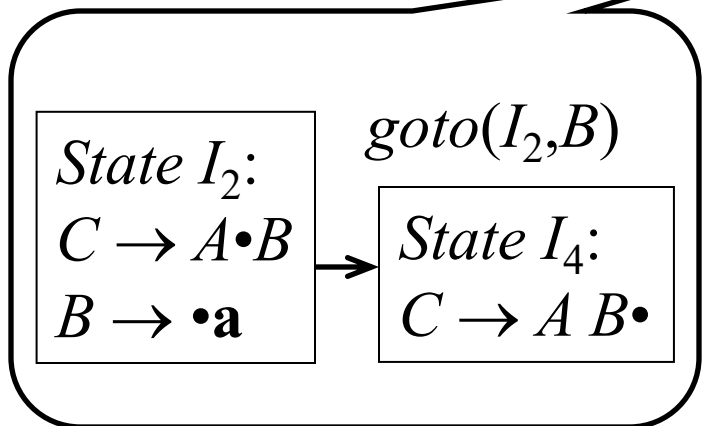 State I₂:
C → A•B
B → •a
goto(I₂,B)
State I₄:
C → A B•